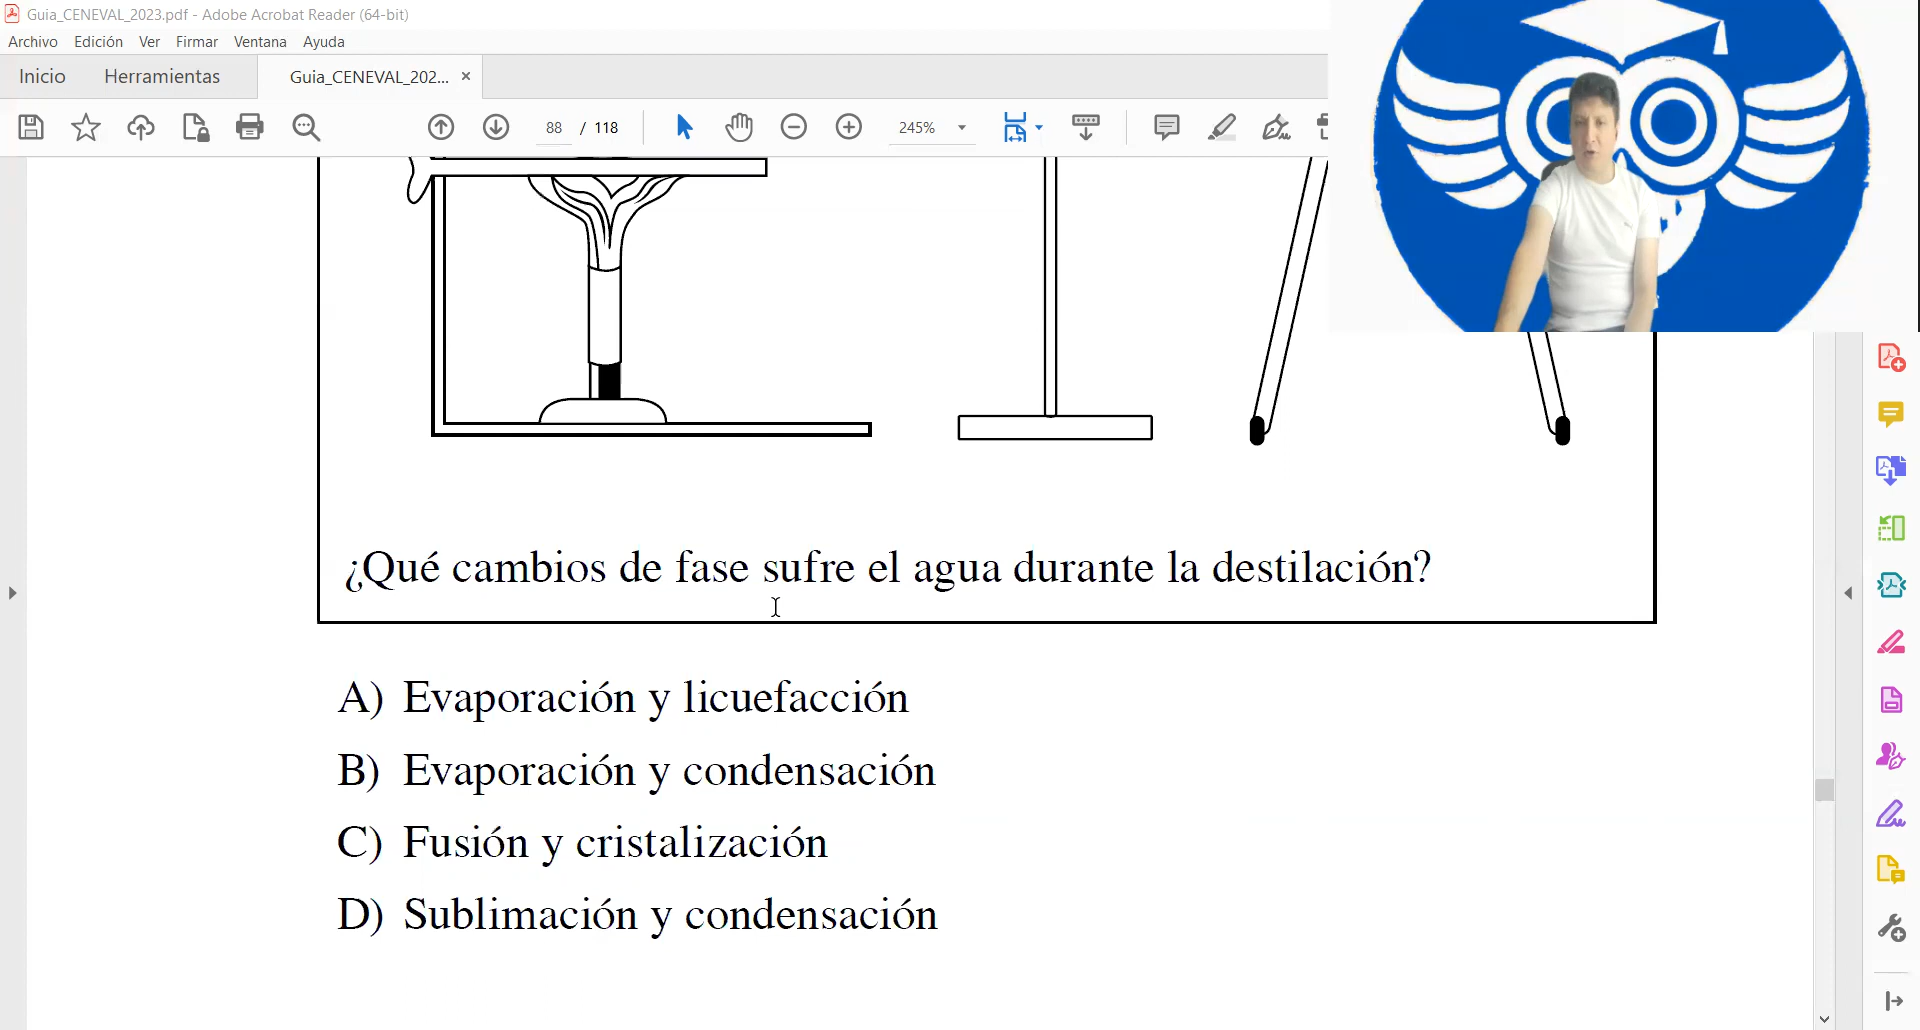 Guia_CENEVAL_2023.pdf - Adobe Acrobat Reader (64-bit)
Archivo Edición Ver Firmar Ventana Ayuda
Inicio Herramientas Guia_CENEVAL_202... ×
88 / 118 245%
¿Qué cambios de fase sufre el agua durante la destilación?
A) Evaporación y licuefacción
B) Evaporación y condensación
C) Fusión y cristalización
D) Sublimación y condensación